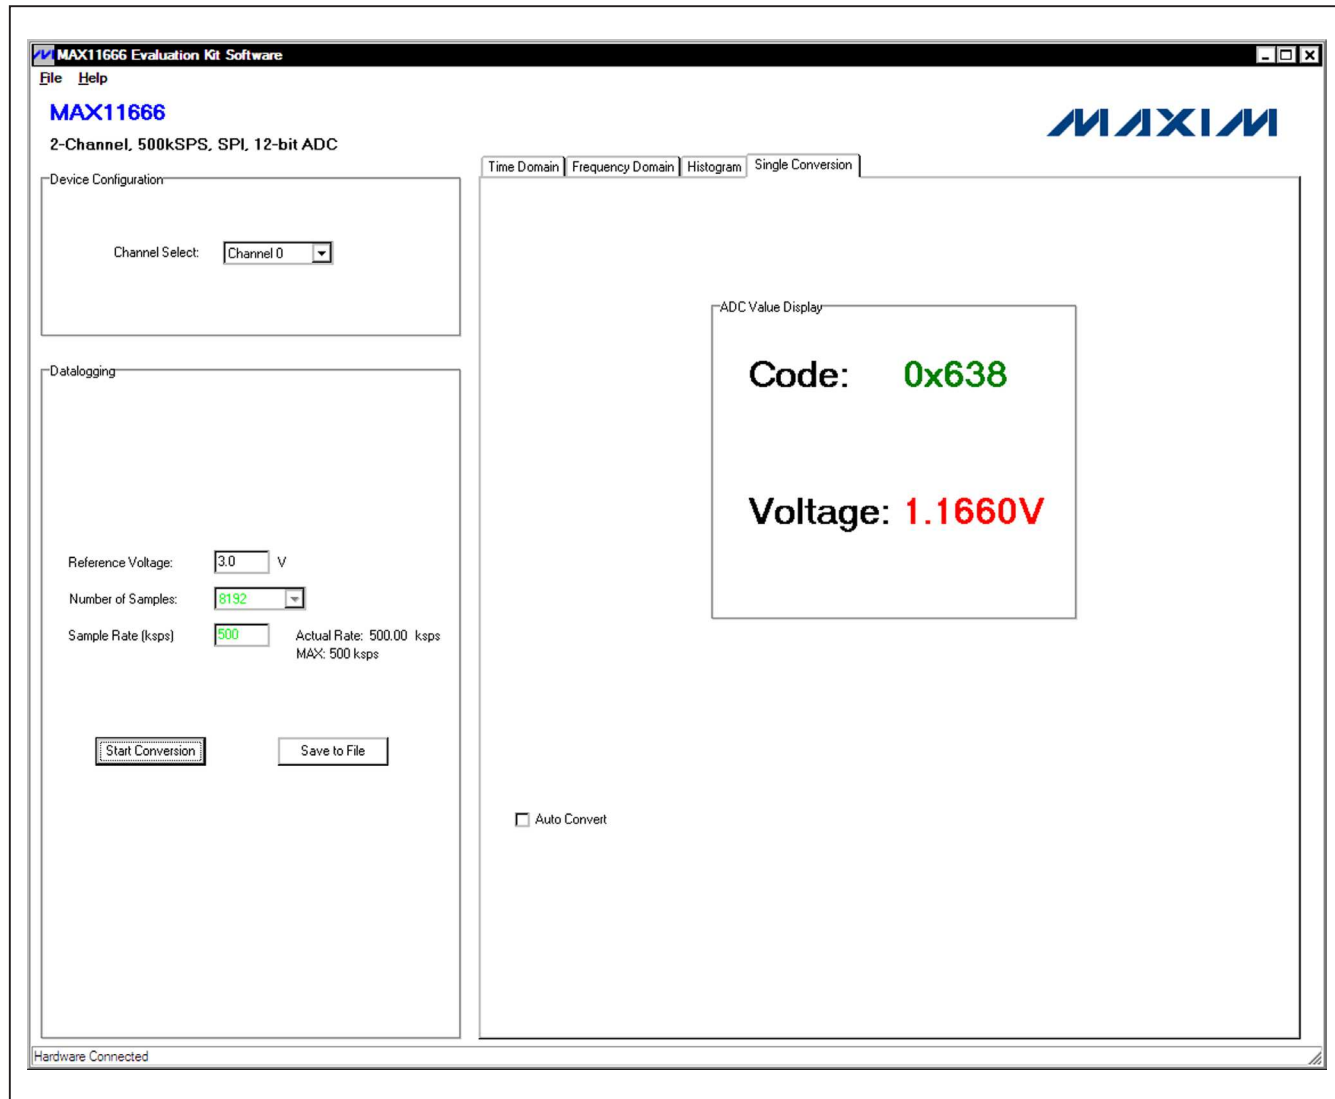 MAX11666 Evaluation Kit Software
File Help
MAX11666
2-Channel, 500kSPS, SPI, 12-bit ADC
MAXIM
Device Configuration
Channel Select: Channel 0
Datalogging
Reference Voltage: 3.0 V
Number of Samples: 8192
Sample Rate (ksps) 500 Actual Rate: 500.00 ksps
MAX: 500 ksps
Start Conversion Save to File
Time Domain Frequency Domain Histogram Single Conversion
ADC Value Display
Code: 0x638
Voltage: 1.1660V
Auto Convert
Hardware Connected